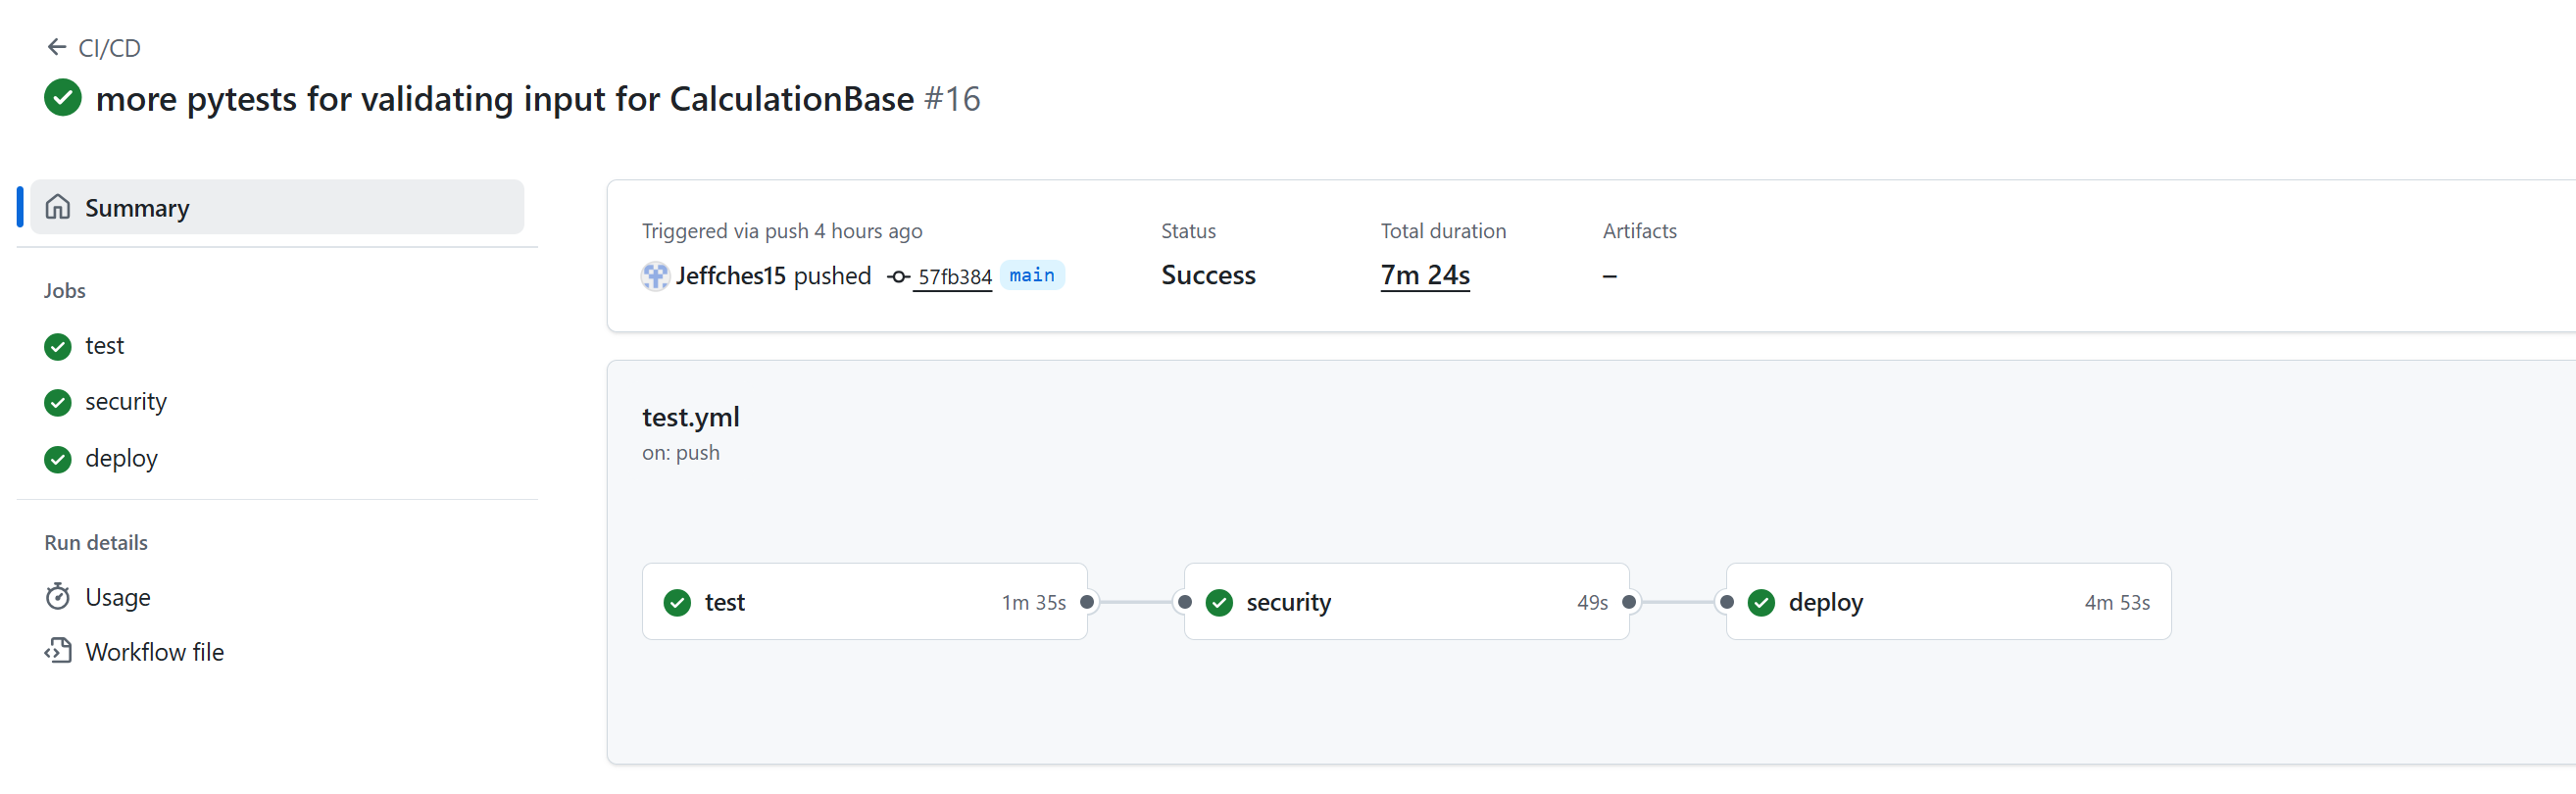 CI/CD
more pytests for validating input for CalculationBase #16
Summary
Jobs
test
security
deploy
Run details
Usage
Workflow file
Triggered via push 4 hours ago
Jeffches15 pushed 57fb384 main
Status
Success
Total duration
7m 24s
Artifacts
–
test.yml
on: push
test 1m 35s
security 49s
deploy 4m 53s